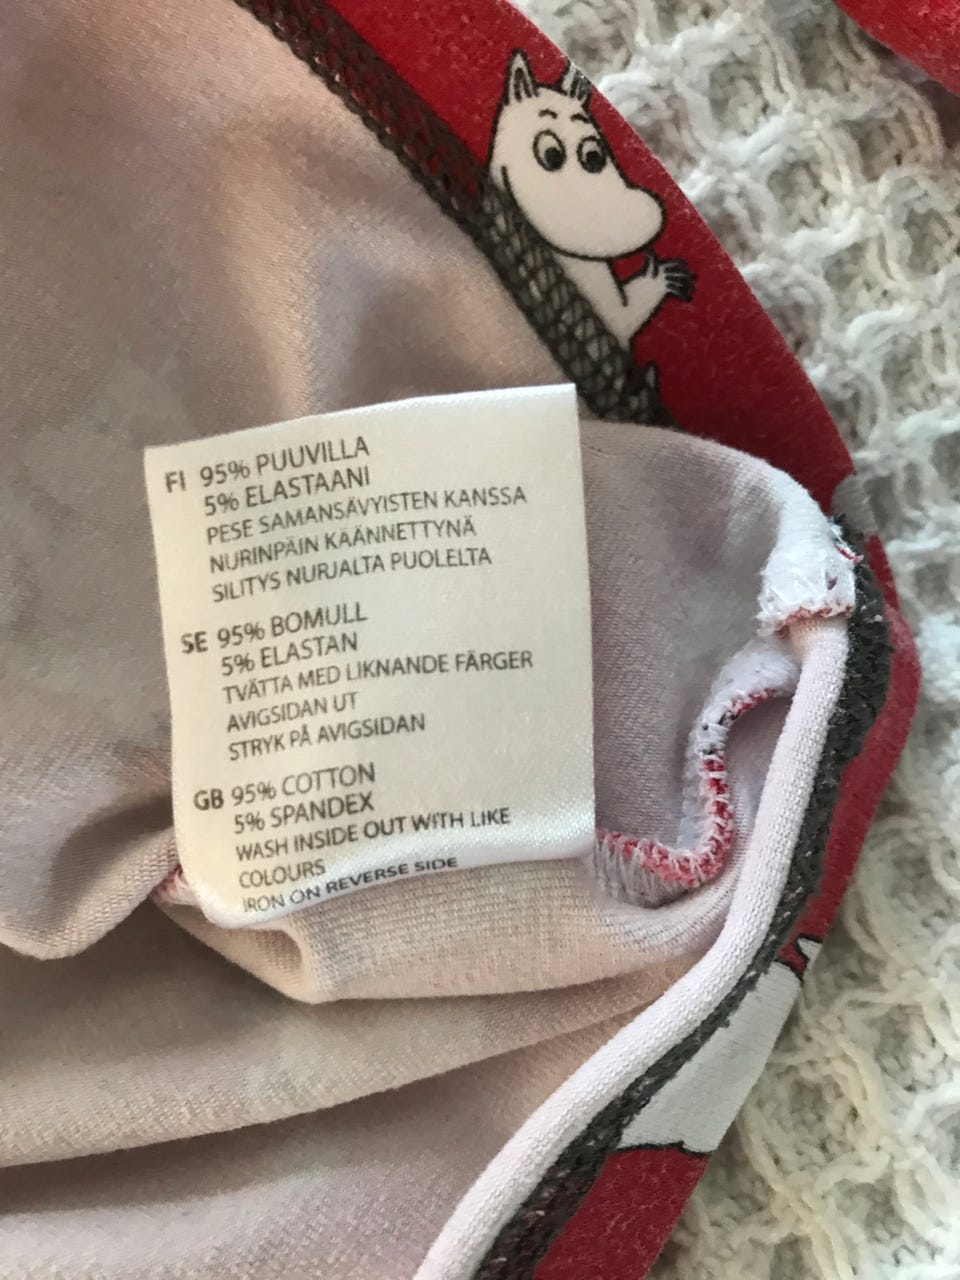 FI 95% PUUVILLA
5% ELASTAANI
PESE SAMANSÄVYISTEN KANSSA
NURINPÄIN KÄÄNNETTYNÄ
SILITYS NURJALTA PUOLELTA
SE 95% BOMULL
5% ELASTAN
TVÄTTA MED LIKNANDE FÄRGER
AVIGSIDAN UT
STRYK PÅ AVIGSIDAN
GB 95% COTTON
5% SPANDEX
WASH INSIDE OUT WITH LIKE
COLOURS
IRON ON REVERSE SIDE